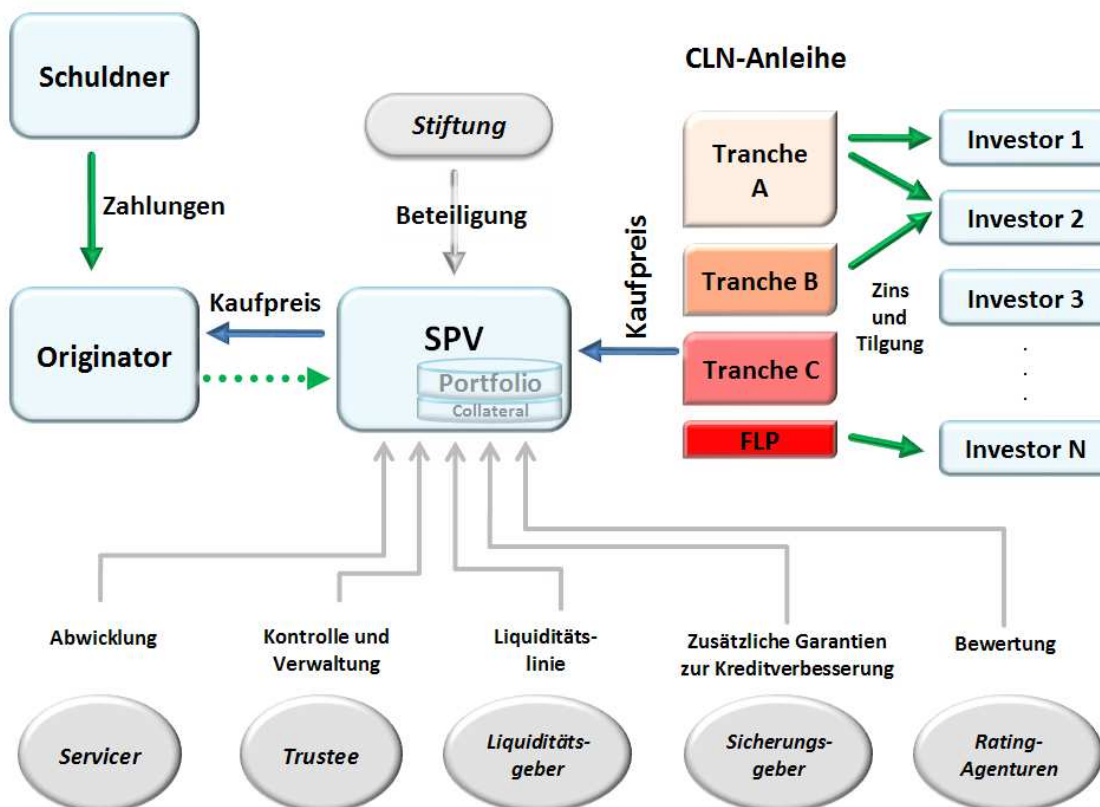 Schuldner
Zahlungen
Originator
Kaufpreis
Stiftung
Beteiligung
SPV
Portfolio
Collateral
Kaufpreis
CLN-Anleihe
Tranche
A
Tranche B
Tranche C
FLP
Zins
und
Tilgung
Investor 1
Investor 2
Investor 3
.
.
.
Investor N
Abwicklung
Kontrolle und
Verwaltung
Liquiditäts-
linie
Zusätzliche Garantien
zur Kreditverbesserung
Bewertung
Servicer
Trustee
Liquiditäts-
geber
Sicherungs-
geber
Rating-
Agenturen